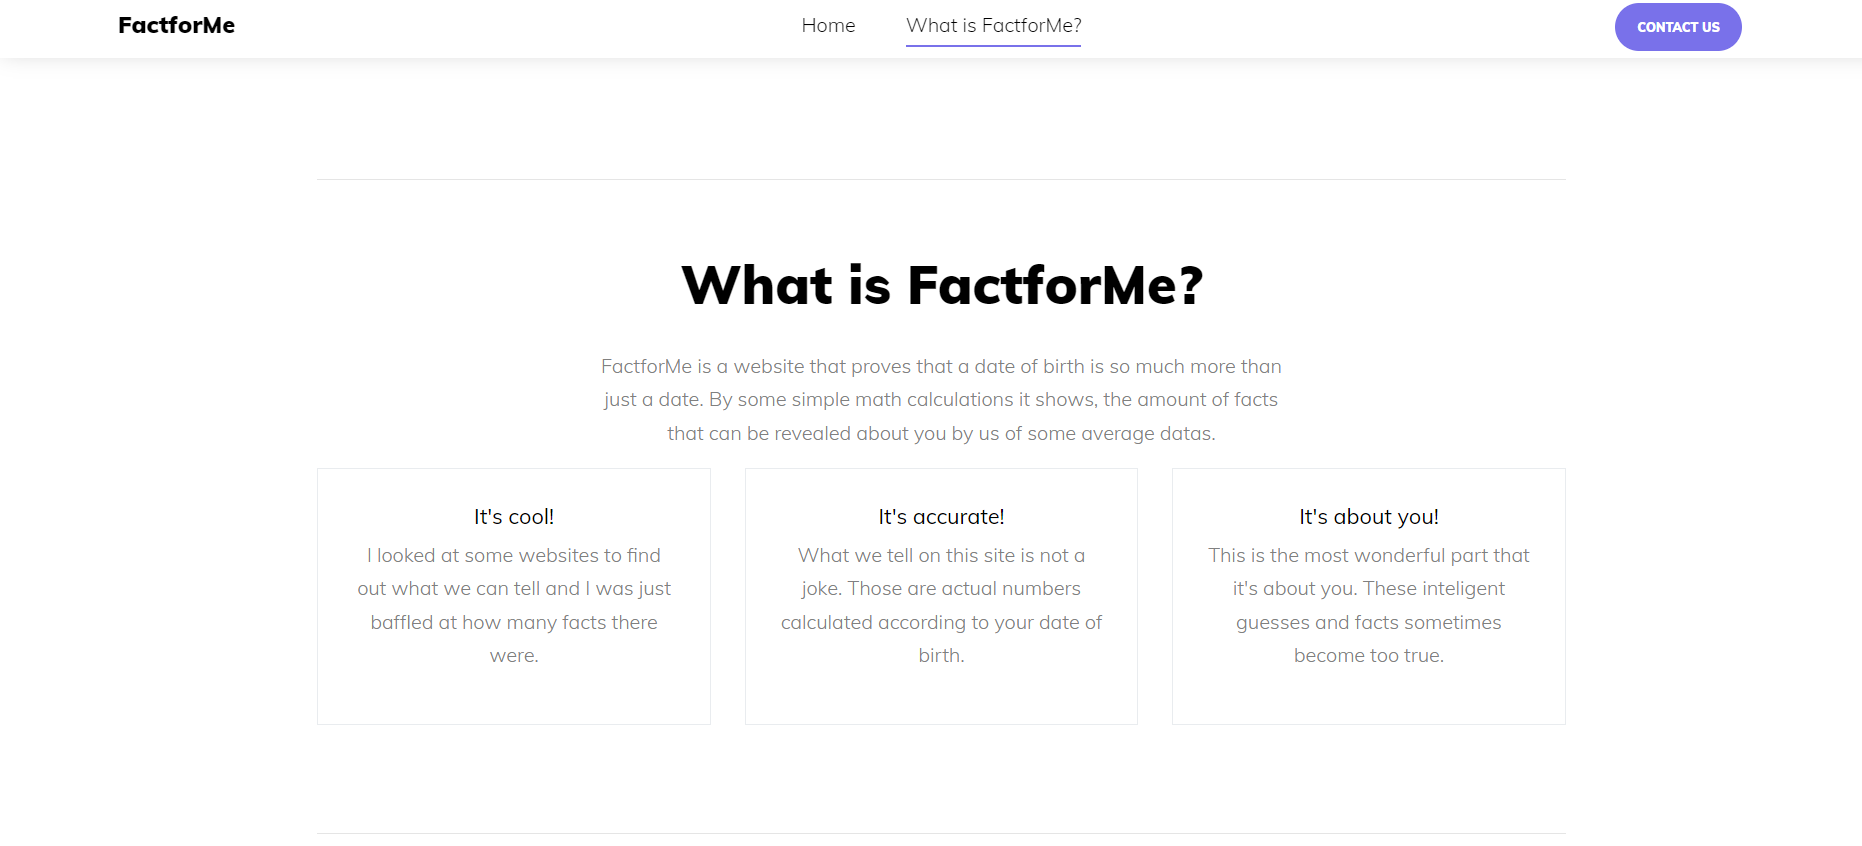 FactforMe
Home
What is FactforMe?
CONTACT US
What is FactforMe?
FactforMe is a website that proves that a date of birth is so much more than
just a date. By some simple math calculations it shows, the amount of facts
that can be revealed about you by us of some average datas.
It's cool!
I looked at some websites to find
out what we can tell and I was just
baffled at how many facts there
were.
It's accurate!
What we tell on this site is not a
joke. Those are actual numbers
calculated according to your date of
birth.
It's about you!
This is the most wonderful part that
it's about you. These inteligent
guesses and facts sometimes
become too true.